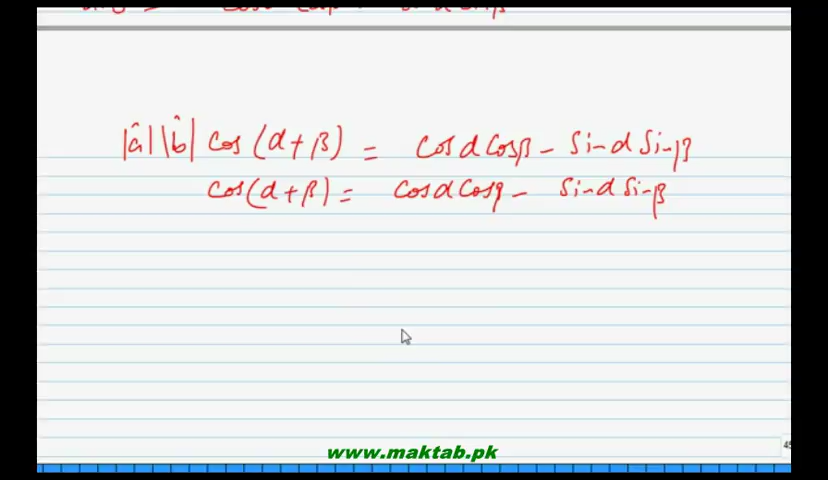 |â||b̂| cos (α+β) = cosα cosβ − sinα sinβ
cos(α+β) = cosα cosβ − sinα sinβ
www.maktab.pk